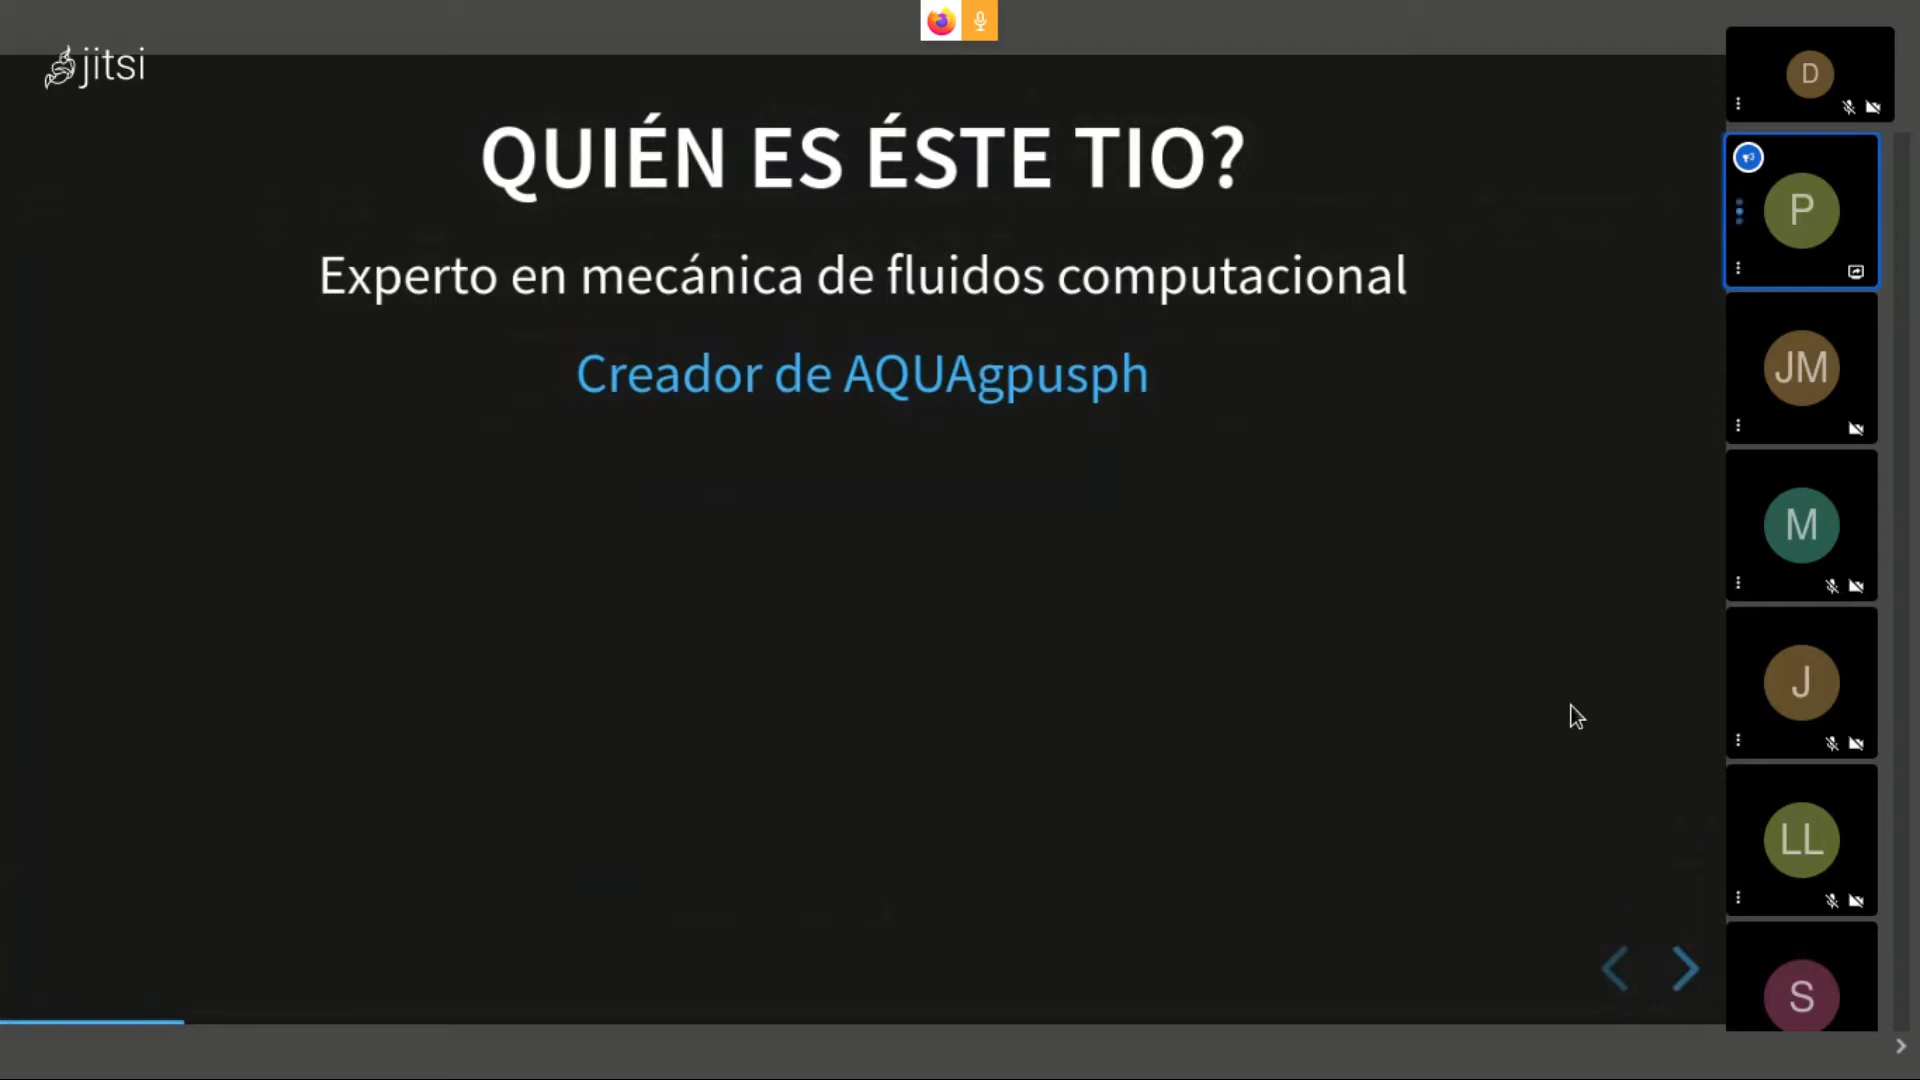 jitsi
QUIÉN ES ÉSTE TIO?
Experto en mecánica de fluidos computacional
Creador de AQUAgpusph
D
P
JM
M
J
LL
S